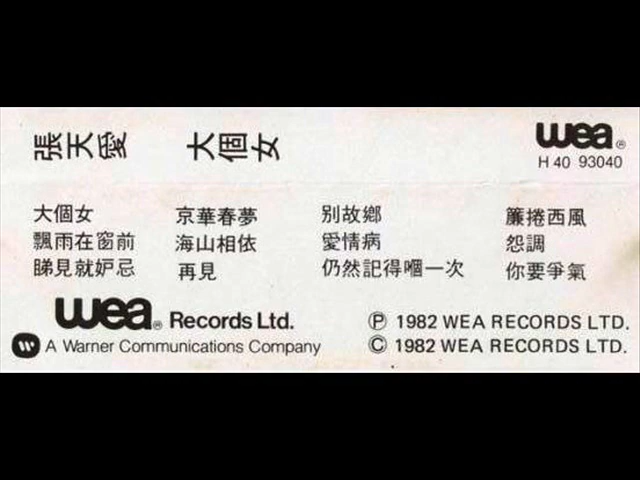 張天愛 大個女
wea®
H 40 93040
大個女 京華春夢 別故鄉 簾捲西風
飄雨在窗前 海山相依 愛情病 怨調
睇見就妒忌 再見 仍然記得嗰一次 你要爭氣
wea® Records Ltd.
A Warner Communications Company
Ⓟ 1982 WEA RECORDS LTD.
© 1982 WEA RECORDS LTD.